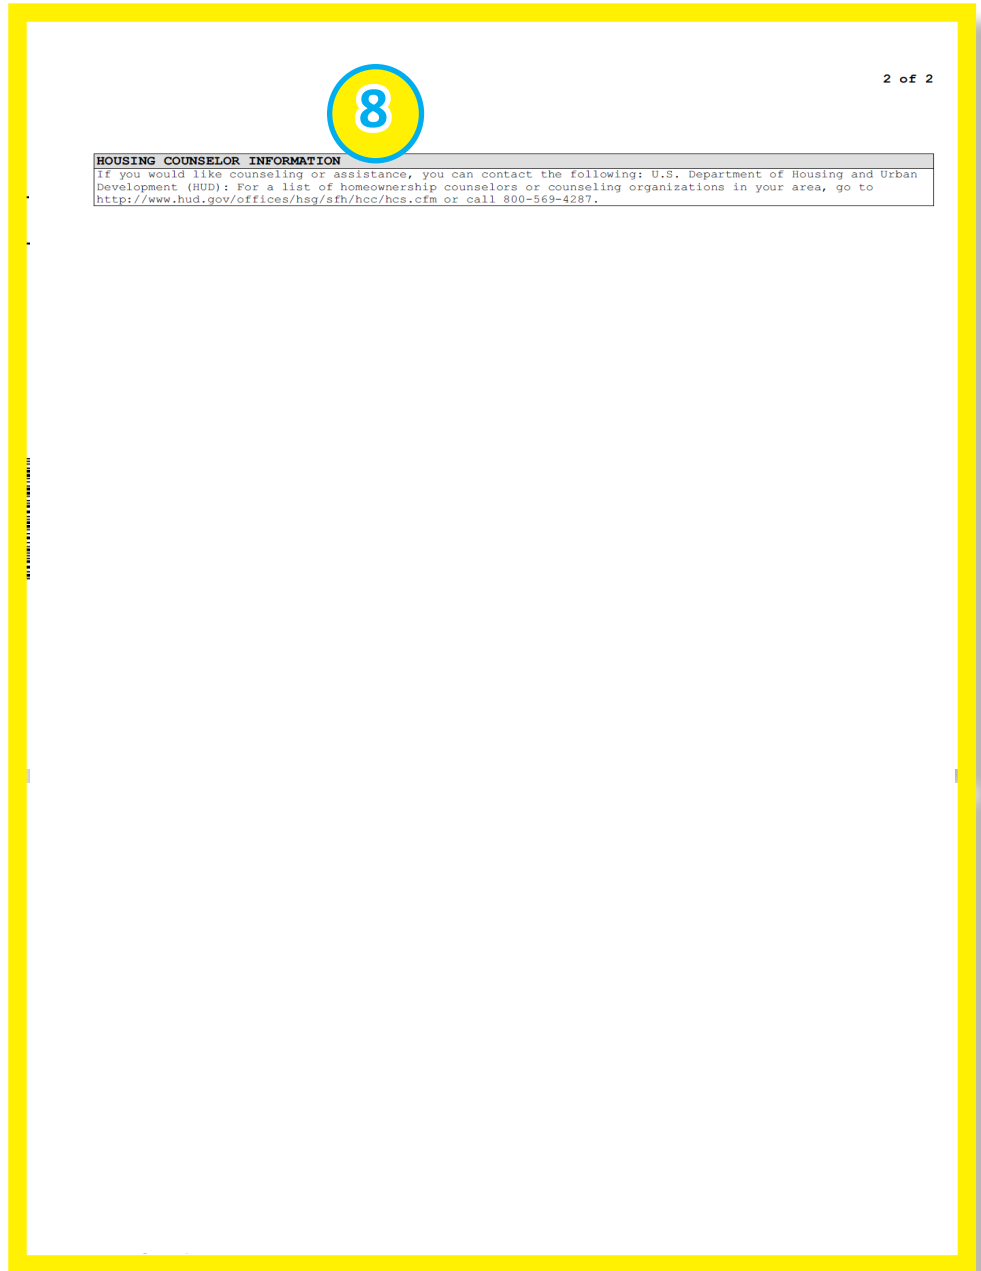 2 of 2
8
HOUSING COUNSELOR INFORMATION
If you would like counseling or assistance, you can contact the following: U.S. Department of Housing and Urban
Development (HUD): For a list of homeownership counselors or counseling organizations in your area, go to
http://www.hud.gov/offices/hsg/sfh/hcc/hcs.cfm or call 800-569-4287.